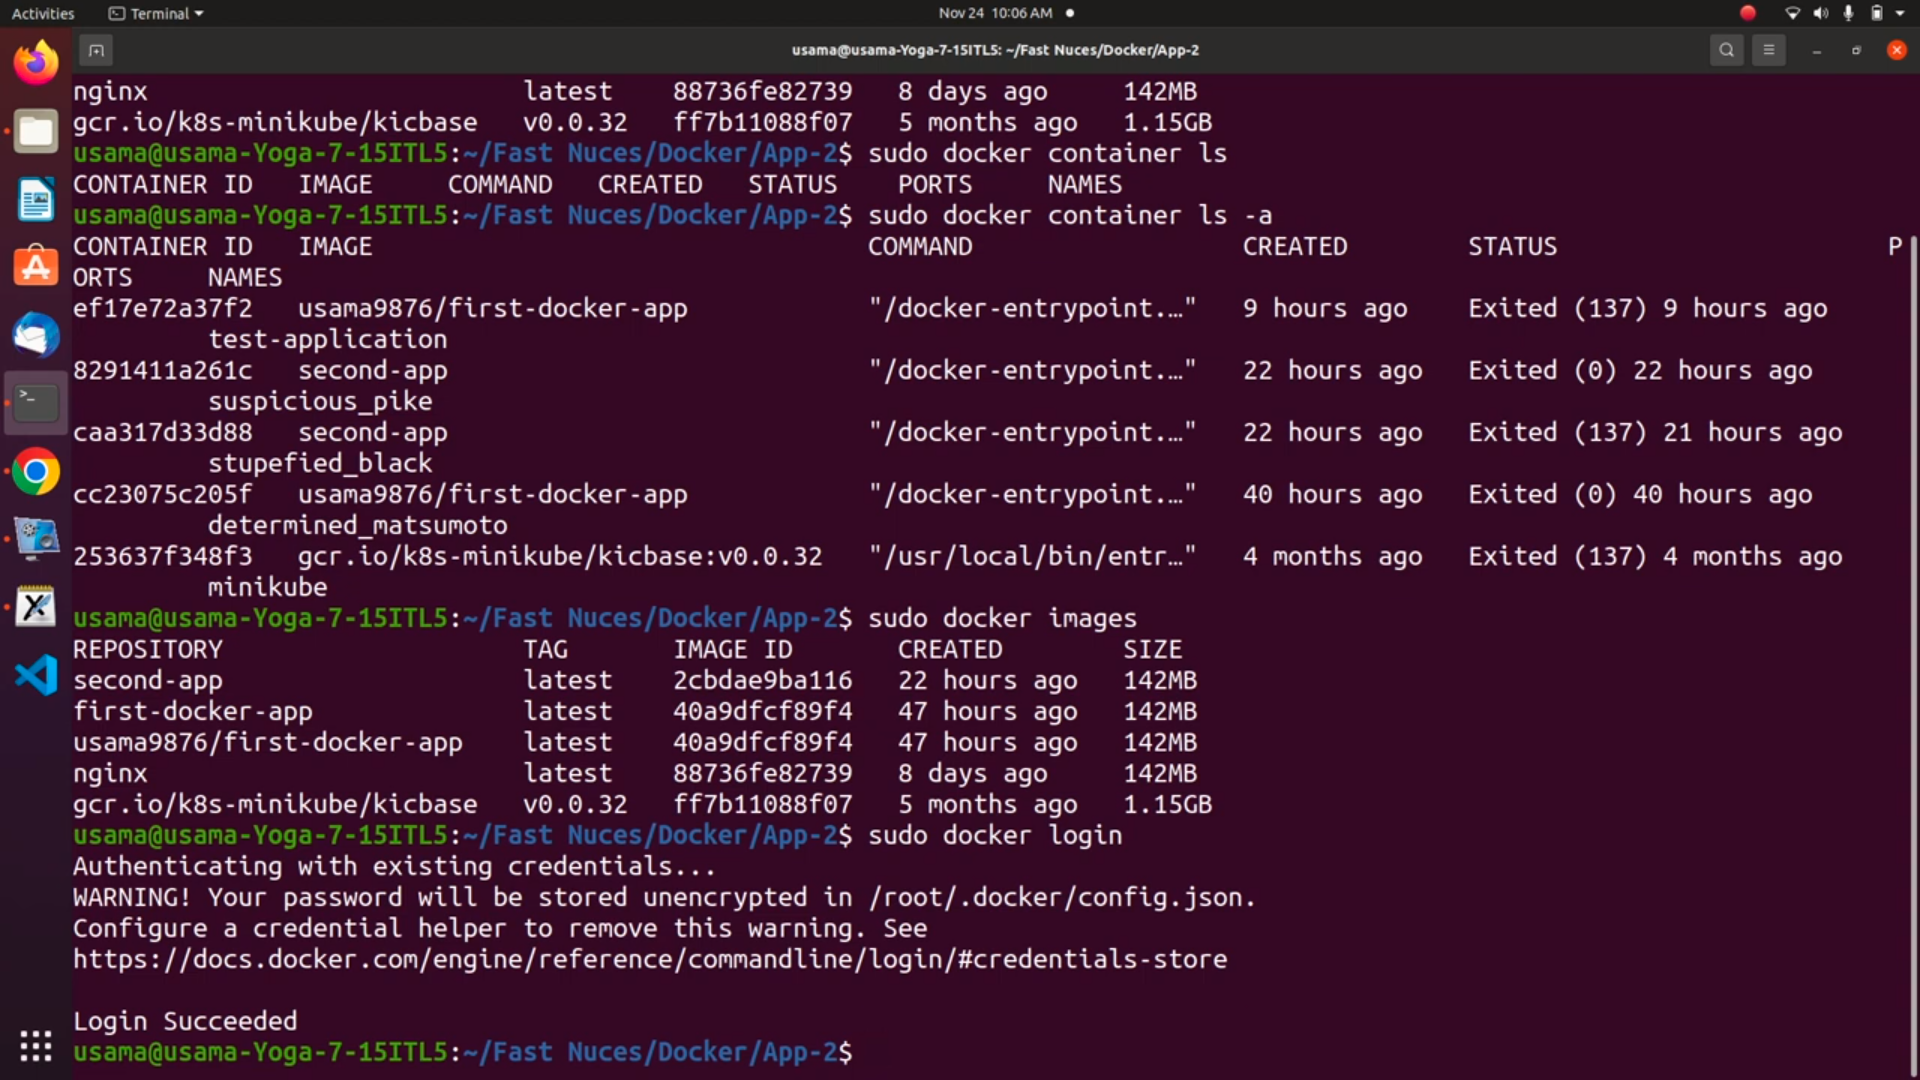 Activities Terminal Nov 24 10:06 AM
usama@usama-Yoga-7-15ITL5: ~/Fast Nuces/Docker/App-2
nginx latest 88736fe82739 8 days ago 142MB
gcr.io/k8s-minikube/kicbase v0.0.32 ff7b11088f07 5 months ago 1.15GB
usama@usama-Yoga-7-15ITL5:~/Fast Nuces/Docker/App-2$ sudo docker container ls
CONTAINER ID IMAGE COMMAND CREATED STATUS PORTS NAMES
usama@usama-Yoga-7-15ITL5:~/Fast Nuces/Docker/App-2$ sudo docker container ls -a
CONTAINER ID IMAGE COMMAND CREATED STATUS P
ORTS NAMES
ef17e72a37f2 usama9876/first-docker-app "/docker-entrypoint.…" 9 hours ago Exited (137) 9 hours ago
test-application
8291411a261c second-app "/docker-entrypoint.…" 22 hours ago Exited (0) 22 hours ago
suspicious_pike
caa317d33d88 second-app "/docker-entrypoint.…" 22 hours ago Exited (137) 21 hours ago
stupefied_black
cc23075c205f usama9876/first-docker-app "/docker-entrypoint.…" 40 hours ago Exited (0) 40 hours ago
determined_matsumoto
253637f348f3 gcr.io/k8s-minikube/kicbase:v0.0.32 "/usr/local/bin/entr…" 4 months ago Exited (137) 4 months ago
minikube
usama@usama-Yoga-7-15ITL5:~/Fast Nuces/Docker/App-2$ sudo docker images
REPOSITORY TAG IMAGE ID CREATED SIZE
second-app latest 2cbdae9ba116 22 hours ago 142MB
first-docker-app latest 40a9dfcf89f4 47 hours ago 142MB
usama9876/first-docker-app latest 40a9dfcf89f4 47 hours ago 142MB
nginx latest 88736fe82739 8 days ago 142MB
gcr.io/k8s-minikube/kicbase v0.0.32 ff7b11088f07 5 months ago 1.15GB
usama@usama-Yoga-7-15ITL5:~/Fast Nuces/Docker/App-2$ sudo docker login
Authenticating with existing credentials...
WARNING! Your password will be stored unencrypted in /root/.docker/config.json.
Configure a credential helper to remove this warning. See
https://docs.docker.com/engine/reference/commandline/login/#credentials-store
Login Succeeded
usama@usama-Yoga-7-15ITL5:~/Fast Nuces/Docker/App-2$